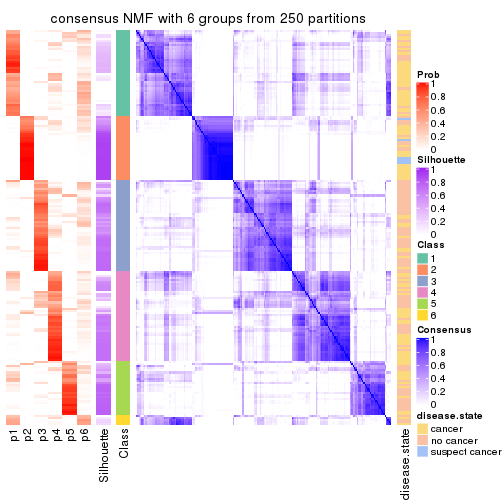 consensus NMF with 6 groups from 250 partitions
Prob
1
0.8
0.6
0.4
0.2
0
Silhouette
1
0.8
0.6
0.4
0.2
0
Class
1
2
3
4
5
6
Consensus
1
0.8
0.6
0.4
0.2
0
disease.state
cancer
no cancer
suspect cancer
p1
p2
p3
p4
p5
p6
Silhouette
Class
disease.state